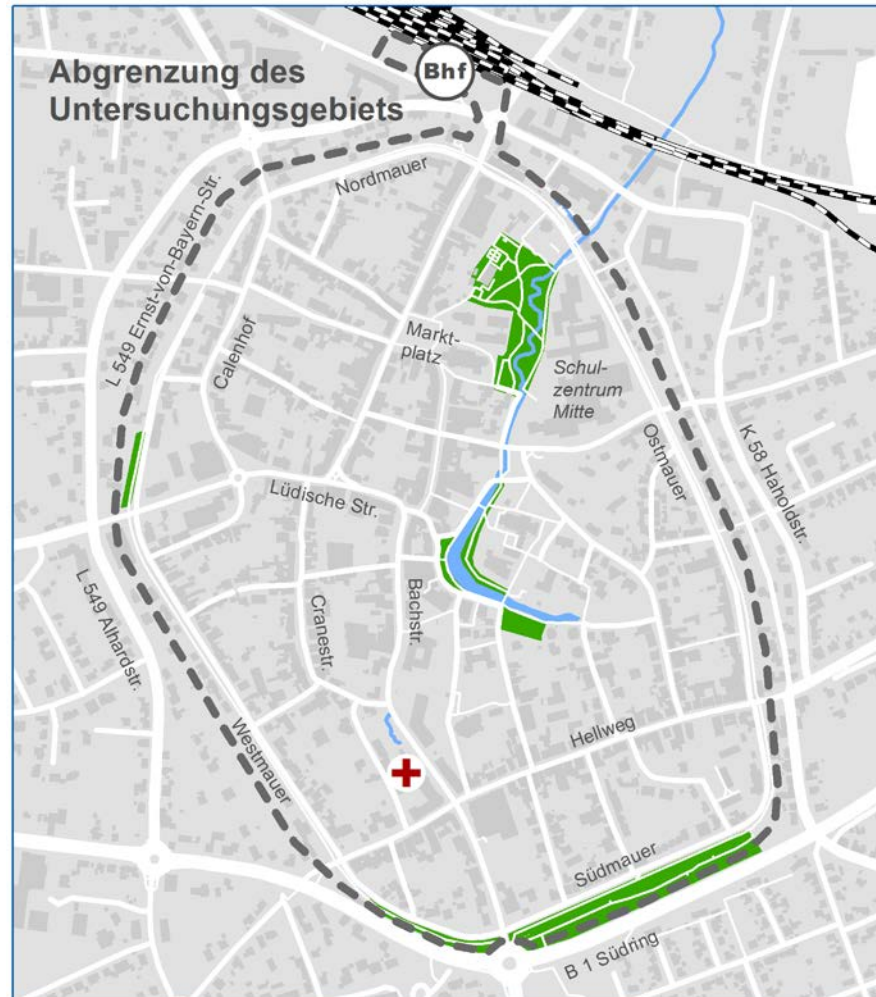 Abgrenzung des
Untersuchungsgebiets
Bhf
Nordmauer
L 549 Ernst-von-Bayern-Str.
Calenhof
Markt-
platz
Schul-
zentrum
Mitte
Ostmauer
K 58 Haholdstr.
Lüdische Str.
L 549 Alhardstr.
Cranestr.
Bachstr.
Westmauer
Hellweg
Südmauer
B 1 Südring